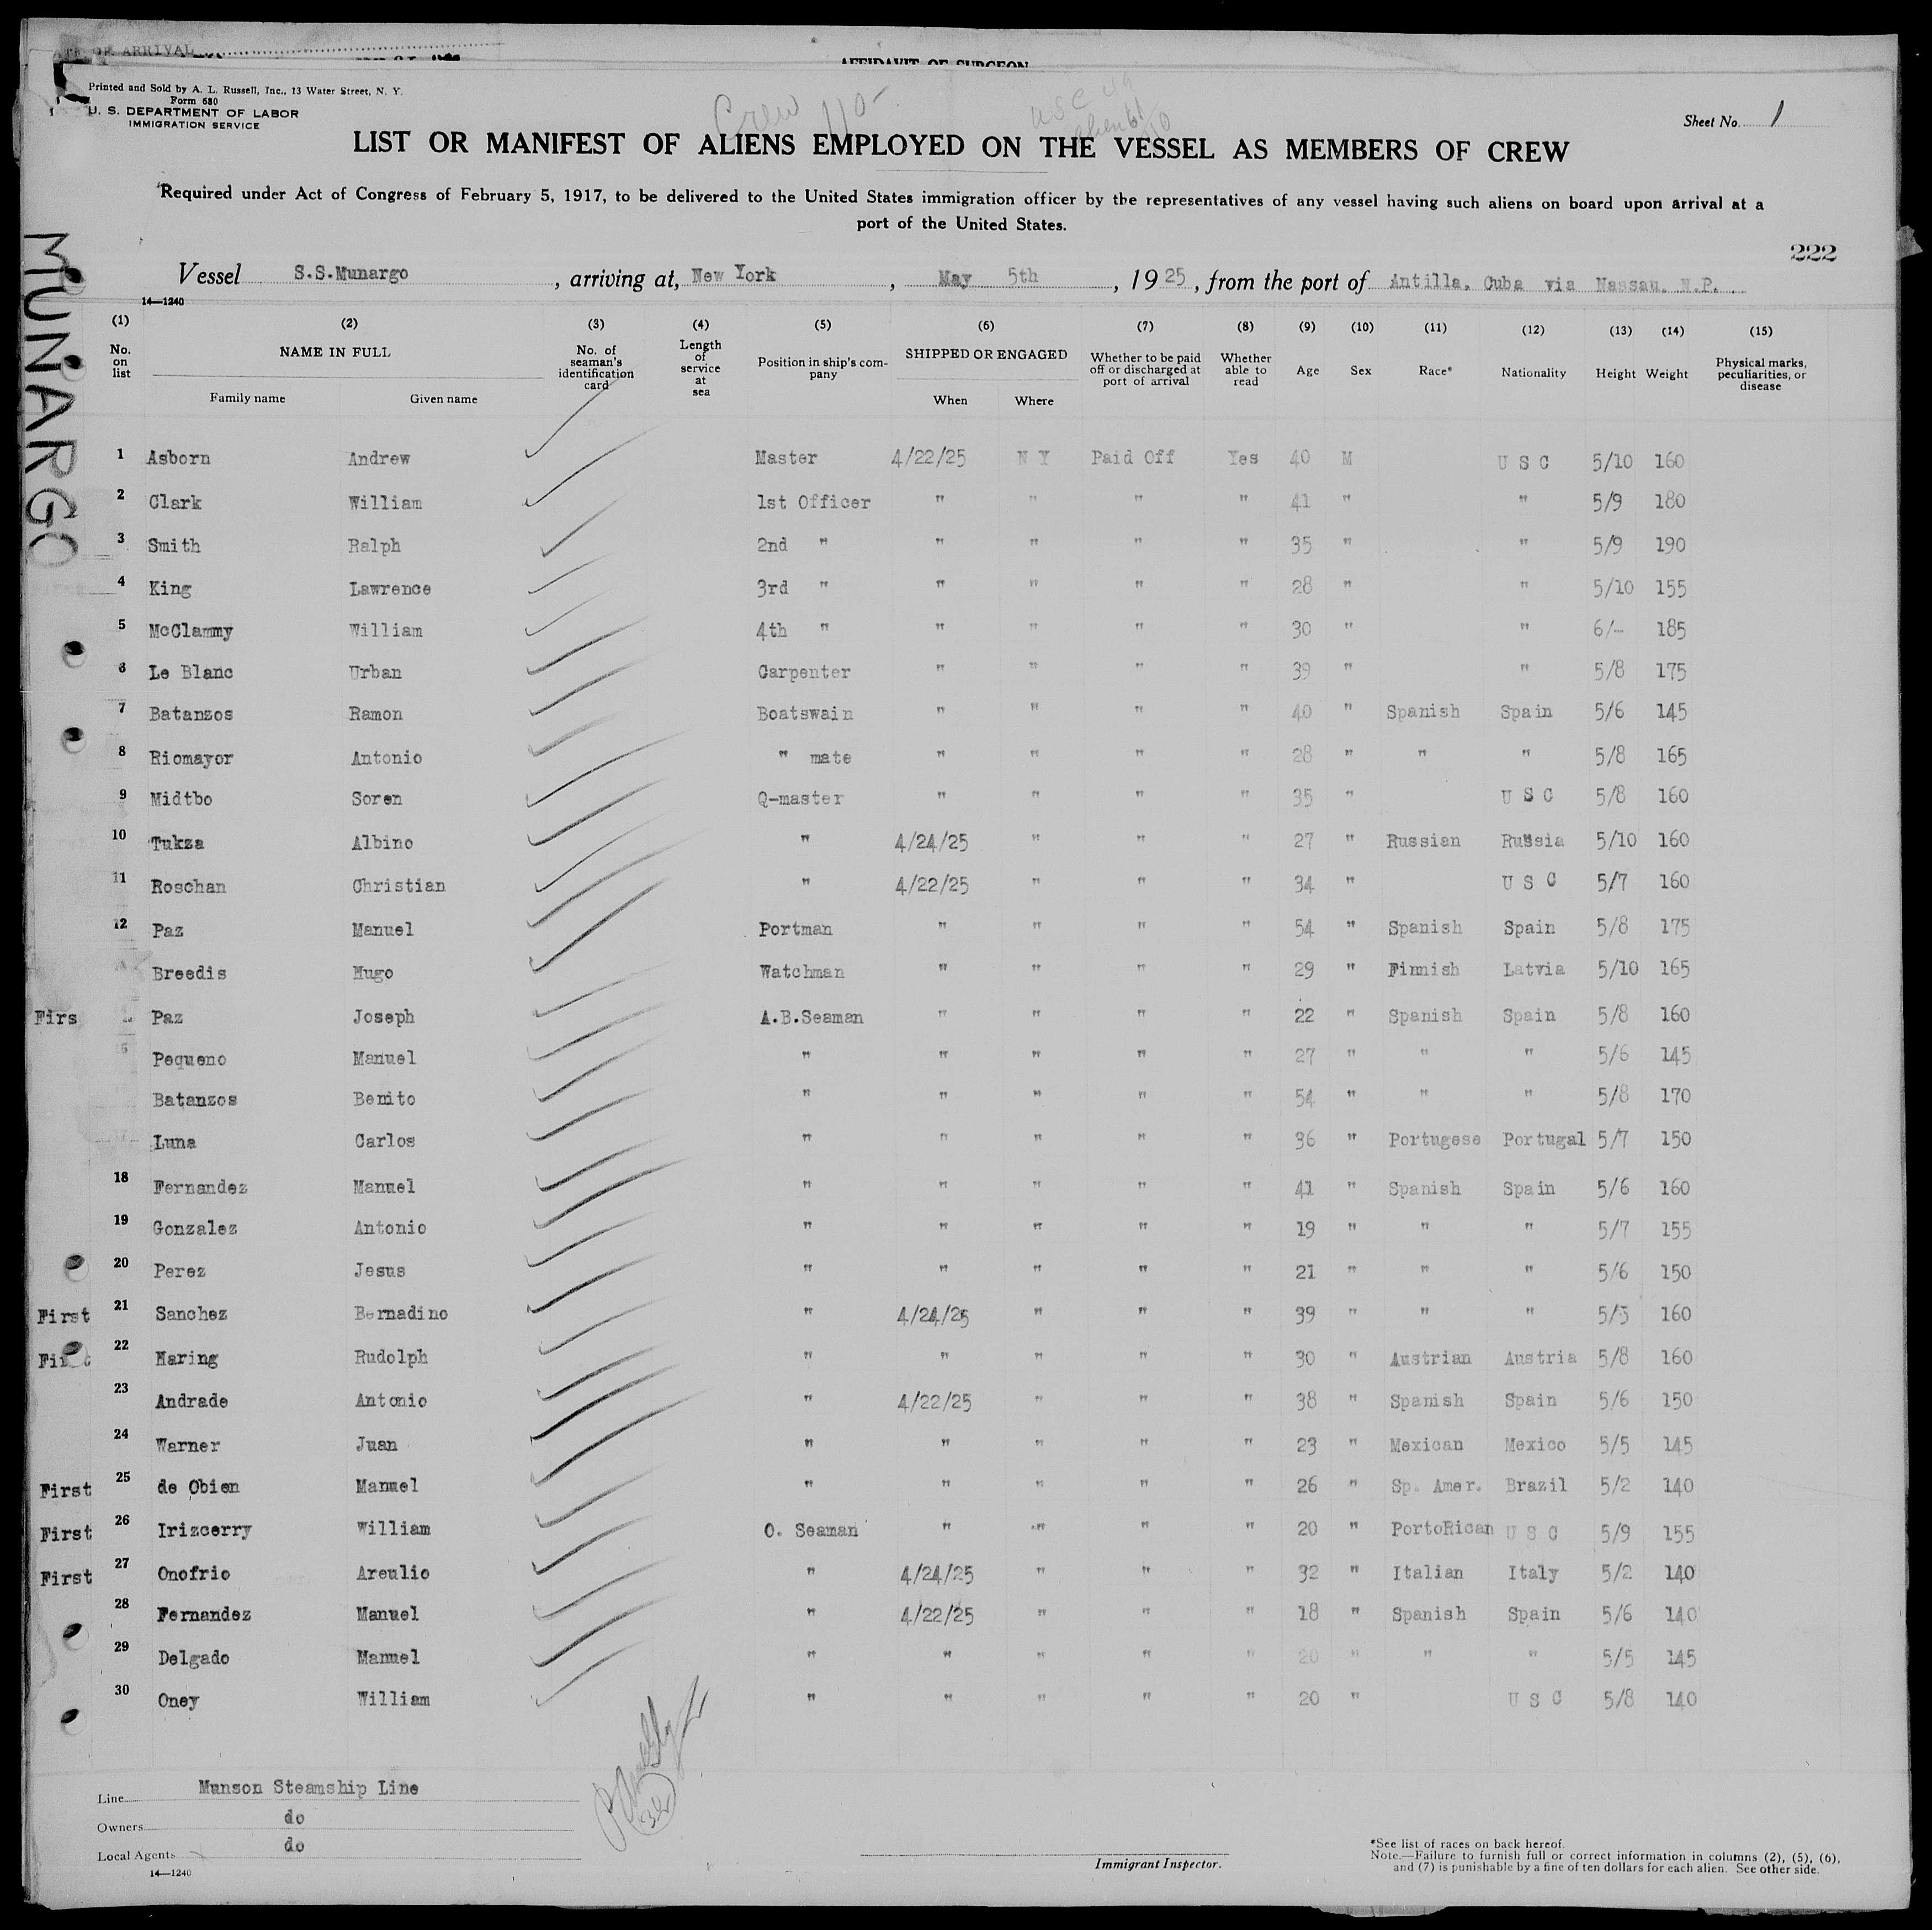 OF ARRIVAL
AFFIDAVIT OF SURGEON
Printed and Sold by A. L. Russell, Inc., 13 Water Street, N. Y.
Form 680
U. S. DEPARTMENT OF LABOR
IMMIGRATION SERVICE
Crew 110
Sheet No. 1
LIST OR MANIFEST OF ALIENS EMPLOYED ON THE VESSEL AS MEMBERS OF CREW
Required under Act of Congress of February 5, 1917, to be delivered to the United States immigration officer by the representatives of any vessel having such aliens on board upon arrival at a
port of the United States.
222
MUNARGO
Vessel S.S.Munargo, arriving at, New York, May 5th, 1925, from the port of Antilla, Cuba via Nassau. N.P.
14—1240
(1) (2) (3) (4) (5) (6) (7) (8) (9) (10) (11) (12) (13) (14) (15)
No. on list NAME IN FULL Family name Given name No. of seaman's identification card Length of service at sea Position in ship's company SHIPPED OR ENGAGED When Where Whether to be paid off or discharged at port of arrival Whether able to read Age Sex Race* Nationality Height Weight Physical marks, peculiarities, or disease
1 Asborn Andrew Master 4/22/25 N Y Paid Off Yes 40 M U S C 5/10 160
2 Clark William 1st Officer " " " " 41 " " 5/9 180
3 Smith Ralph 2nd " " " " " 35 " " 5/9 190
4 King Lawrence 3rd " " " " " 28 " " 5/10 155
5 McClammy William 4th " " " " " 30 " " 6/- 185
6 Le Blanc Urban Carpenter " " " " 39 " " 5/8 175
7 Batanzos Ramon Boatswain " " " " 40 " Spanish Spain 5/6 145
8 Riomayor Antonio " mate " " " " 28 " " " 5/8 165
9 Midtbo Soren Q-master " " " " 35 " U S C 5/8 160
10 Tukza Albino " 4/24/25 " " " 27 " Russian Russia 5/10 160
11 Roschan Christian " 4/22/25 " " " 34 " U S C 5/7 160
12 Paz Manuel Portman " " " " 54 " Spanish Spain 5/8 175
Breedis Hugo Watchman " " " " 29 " Finnish Latvia 5/10 165
Firs Paz Joseph A.B.Seaman " " " " 22 " Spanish Spain 5/8 160
Pequeno Manuel " " " " " 27 " " " 5/6 145
Batanzos Benito " " " " " 54 " " " 5/8 170
Luna Carlos " " " " " 36 " Portugese Portugal 5/7 150
18 Fernandez Manuel " " " " " 41 " Spanish Spain 5/6 160
19 Gonzalez Antonio " " " " " 19 " " " 5/7 155
20 Perez Jesus " " " " " 21 " " " 5/6 150
First 21 Sanchez Bernadino " 4/24/25 " " " 39 " " " 5/3 160
22 Haring Rudolph " " " " " 30 " Austrian Austria 5/8 160
23 Andrade Antonio " 4/22/25 " " " 38 " Spanish Spain 5/6 150
24 Warner Juan " " " " " 23 " Mexican Mexico 5/5 145
First 25 de Obien Manuel " " " " " 26 " Sp. Amer. Brazil 5/2 140
First 26 Irizcerry William O. Seaman " " " " 20 " PortoRican U S C 5/9 155
First 27 Onofrio Areulio " 4/24/25 " " " 32 " Italian Italy 5/2 140
28 Fernandez Manuel " 4/22/25 " " " 18 " Spanish Spain 5/6 140
29 Delgado Manuel " " " " " 20 " " " 5/5 145
30 Oney William " " " " " 20 " U S C 5/8 140
Line Munson Steamship Line
Owners do
Local Agents do
14—1240
Immigrant Inspector.
*See list of races on back hereof.
Note.—Failure to furnish full or correct information in columns (2), (5), (6),
and (7) is punishable by a fine of ten dollars for each alien. See other side.